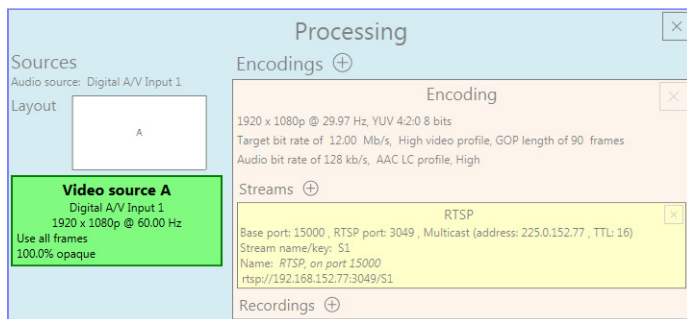 Processing
Sources
Audio source: Digital A/V Input 1
Layout
A
Video source A
Digital A/V Input 1
1920 x 1080p @ 60.00 Hz
Use all frames
100.0% opaque
Encodings
Encoding
1920 x 1080p @ 29.97 Hz, YUV 4:2:0 8 bits
Target bit rate of 12.00 Mb/s, High video profile, GOP length of 90 frames
Audio bit rate of 128 kb/s, AAC LC profile, High
Streams
RTSP
Base port: 15000 , RTSP port: 3049 , Multicast (address: 225.0.152.77 , TTL: 16)
Stream name/key: S1
Name: RTSP, on port 15000
rtsp://192.168.152.77:3049/S1
Recordings